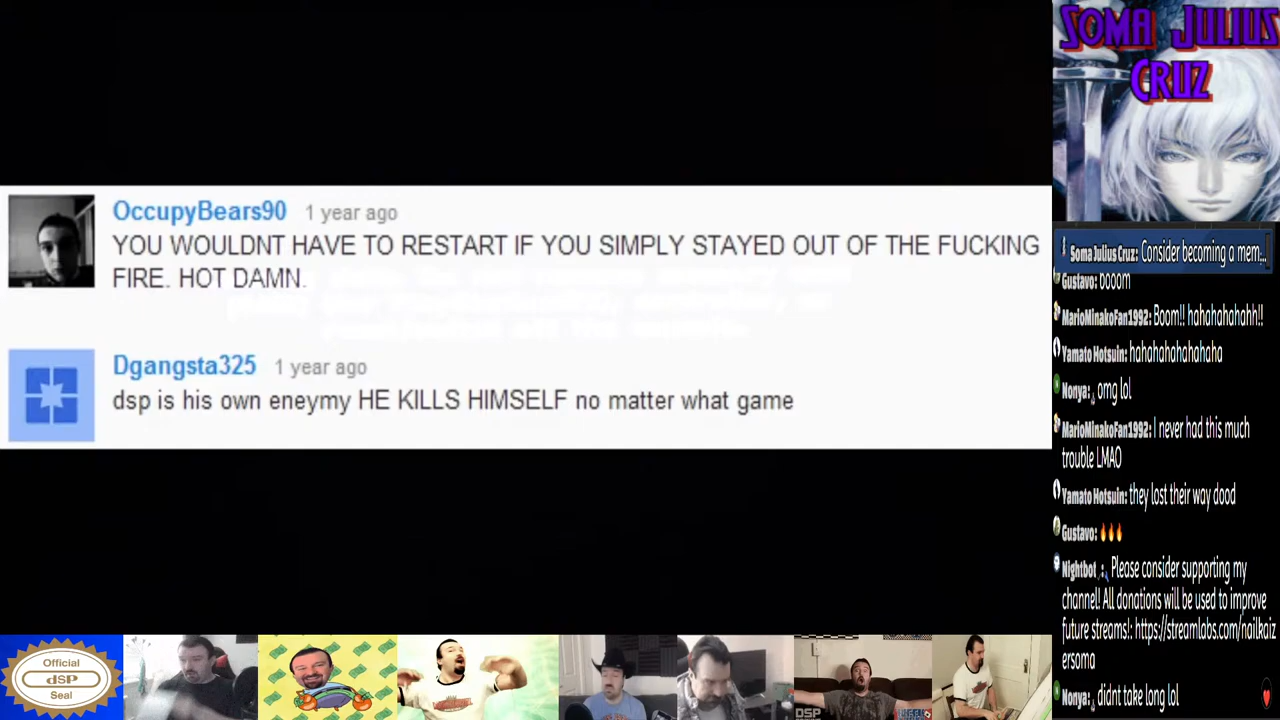 OccupyBears90 1 year ago
YOU WOULDNT HAVE TO RESTART IF YOU SIMPLY STAYED OUT OF THE FUCKING
FIRE. HOT DAMN.
Dgangsta325 1 year ago
dsp is his own eneymy HE KILLS HIMSELF no matter what game
SOMA JULIUS
CRUZ
Soma Julius Cruz: Consider becoming a mem...
Gustavo: boooom
MarioMinakoFan1992: Boom!! hahahahahahh!!
Yamato Hotsuin: hahahahahahahaha
Nonya: omg lol
MarioMinakoFan1992: I never had this much
trouble LMAO
Yamato Hotsuin: they lost their way dood
Gustavo: 🔥🔥🔥
Nightbot: Please consider supporting my
channel! All donations will be used to improve
future streams!: https://streamlabs.com/nailkaiz
ersoma
Nonya: didnt take long lol
Official
dSP
Seal
DSP